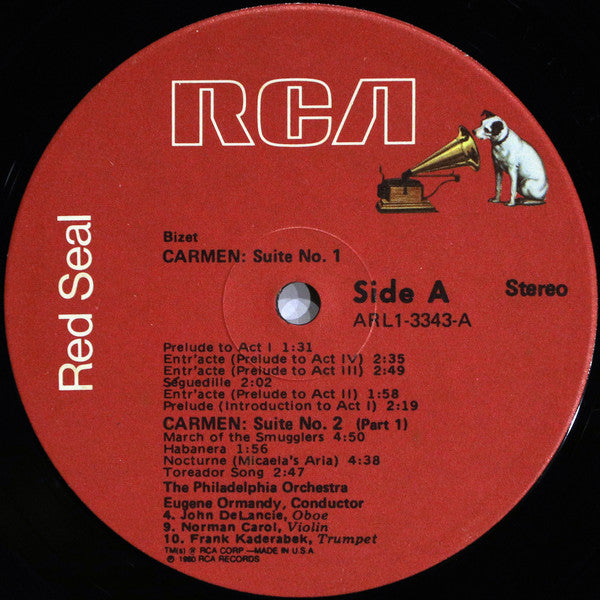 RCA
Red Seal
Bizet
CARMEN: Suite No. 1
Side A
Stereo
ARL1-3343-A
Prelude to Act I 1:31
Entr'acte (Prelude to Act IV) 2:35
Entr'acte (Prelude to Act III) 2:49
Séguedille 2:02
Entr'acte (Prelude to Act II) 1:58
Prelude (Introduction to Act I) 2:19
CARMEN: Suite No. 2 (Part 1)
March of the Smugglers 4:50
Habanera 1:56
Nocturne (Micaela's Aria) 4:38
Toreador Song 2:47
The Philadelphia Orchestra
Eugene Ormandy, Conductor
4. John DeLancie, Oboe
9. Norman Carol, Violin
10. Frank Kaderabek, Trumpet
TM(s) ® RCA CORP —MADE IN U.S.A
℗ 1980 RCA RECORDS